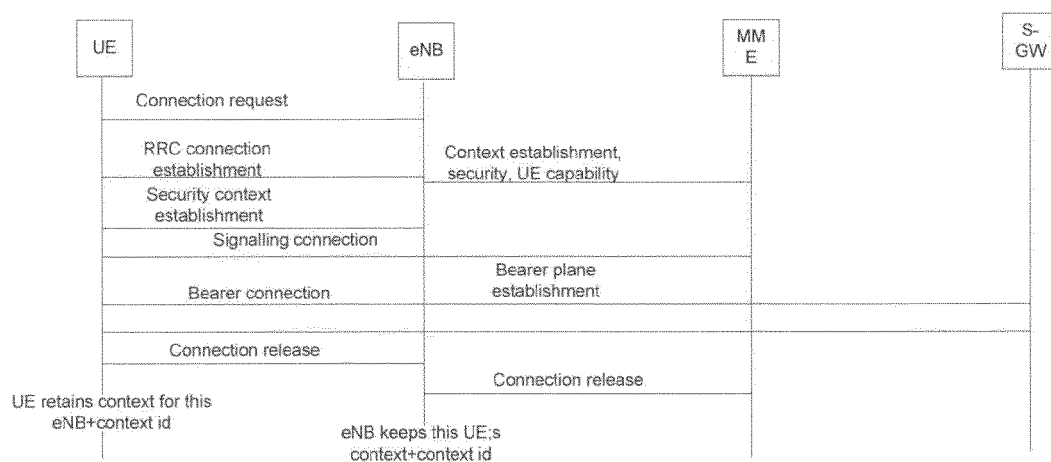 UE
eNB
MM
E
S-
GW
Connection request
RRC connection
establishment
Context establishment,
security, UE capability
Security context
establishment
Signalling connection
Bearer plane
establishment
Bearer connection
Connection release
Connection release
UE retains context for this
eNB+context id
eNB keeps this UE;s
context+context id